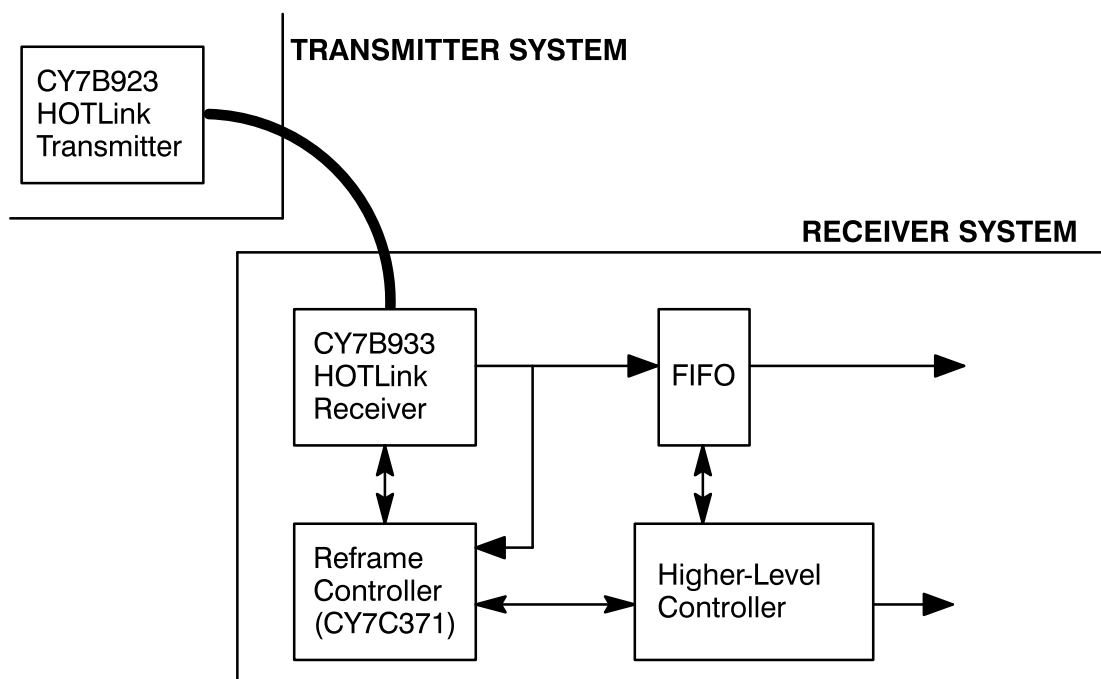 TRANSMITTER SYSTEM
CY7B923
HOTLink
Transmitter
RECEIVER SYSTEM
CY7B933
HOTLink
Receiver
FIFO
Reframe
Controller
(CY7C371)
Higher-Level
Controller